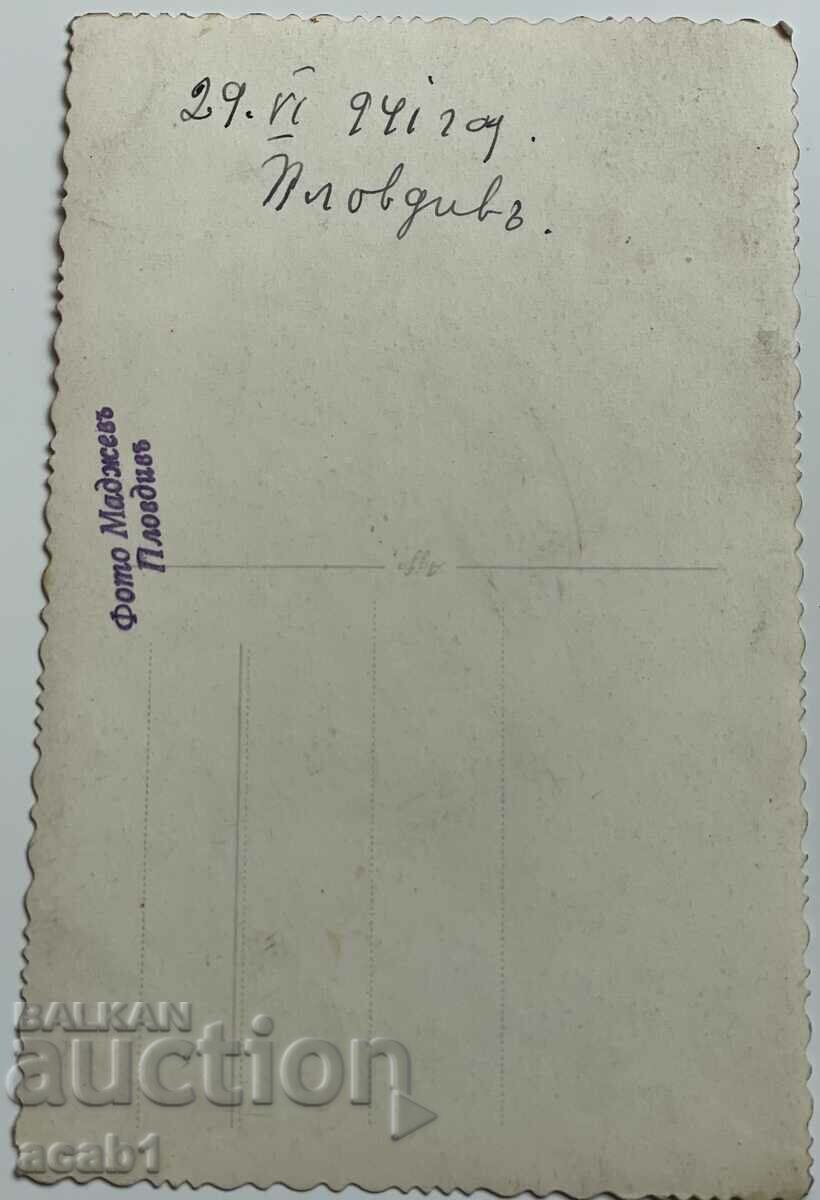 29. VI 941 год.
Пловдивъ.
Фото Маджевъ
Пловдивъ
BALKAN
auction
acab1